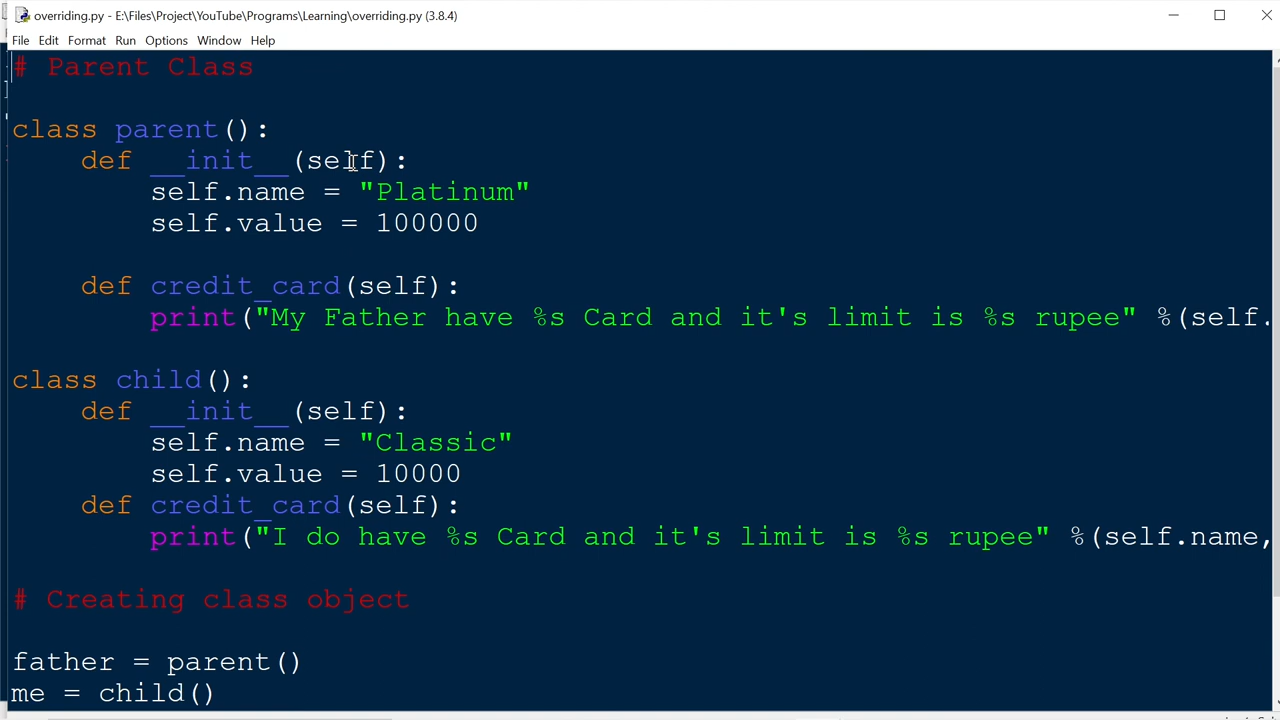 overriding.py - E:\Files\Project\YouTube\Programs\Learning\overriding.py (3.8.4)
File Edit Format Run Options Window Help
# Parent Class
class parent():
def __init__(self):
self.name = "Platinum"
self.value = 100000
def credit_card(self):
print("My Father have %s Card and it's limit is %s rupee" %(self.
class child():
def __init__(self):
self.name = "Classic"
self.value = 10000
def credit_card(self):
print("I do have %s Card and it's limit is %s rupee" %(self.name,
# Creating class object
father = parent()
me = child()